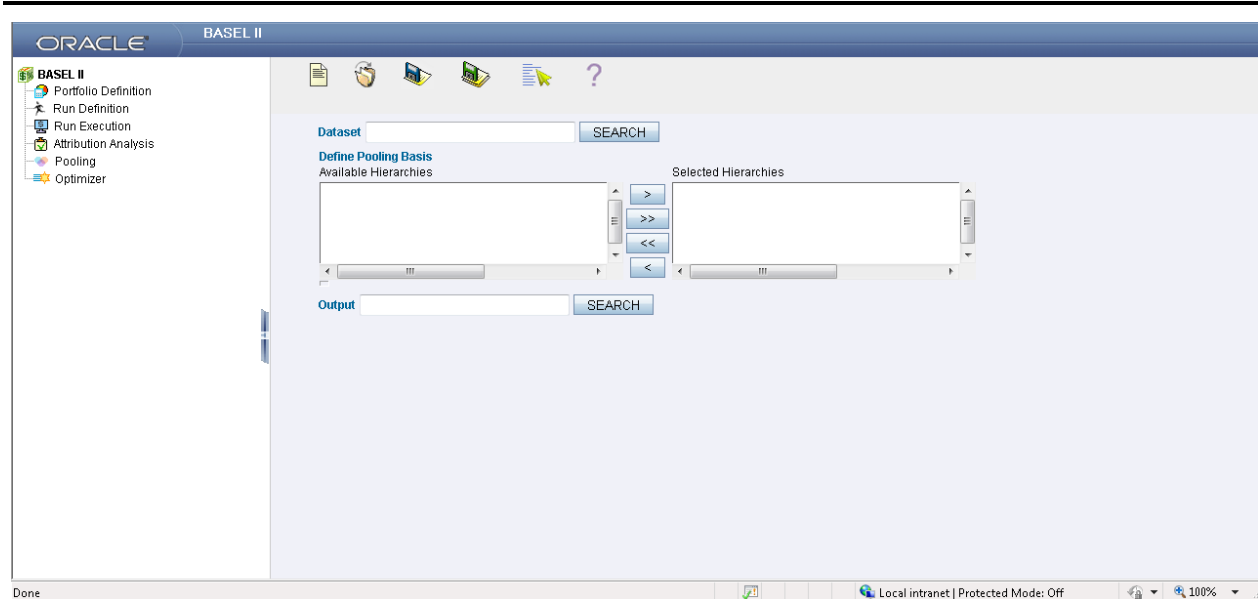 ORACLE
BASEL II
BASEL II
Portfolio Definition
Run Definition
Run Execution
Attribution Analysis
Pooling
Optimizer
?
Dataset SEARCH
Define Pooling Basis
Available Hierarchies Selected Hierarchies
>
>>
<<
<
Output SEARCH
Done Local intranet | Protected Mode: Off 100%